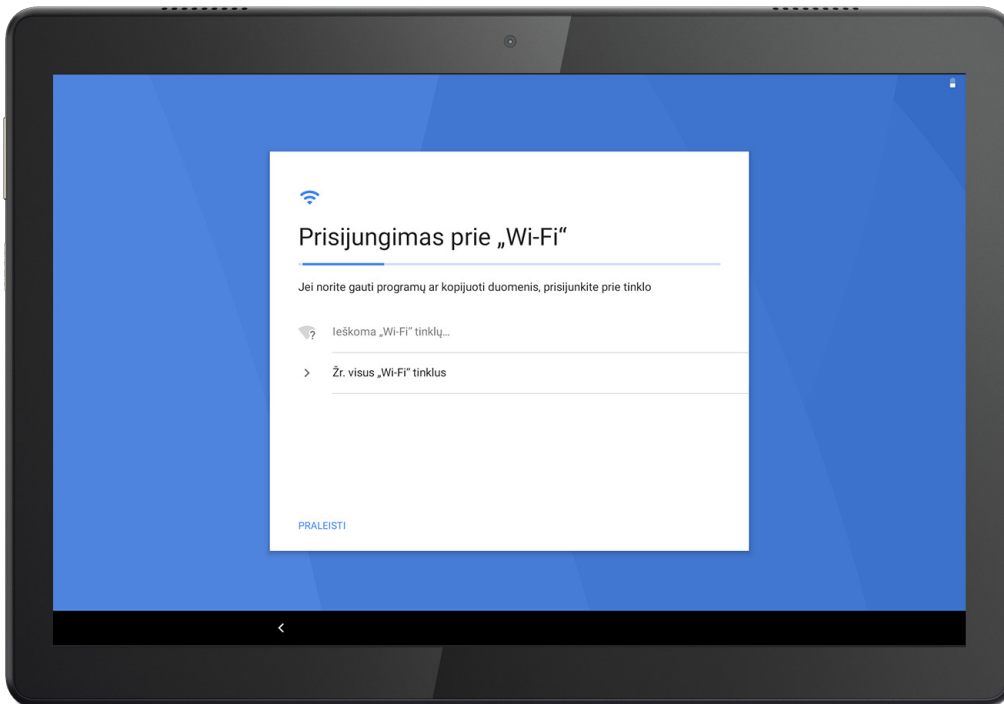 Prisijungimas prie „Wi-Fi“
Jei norite gauti programų ar kopijuoti duomenis, prisijunkite prie tinklo
Ieškoma „Wi-Fi“ tinklų...
Žr. visus „Wi-Fi“ tinklus
PRALEISTI